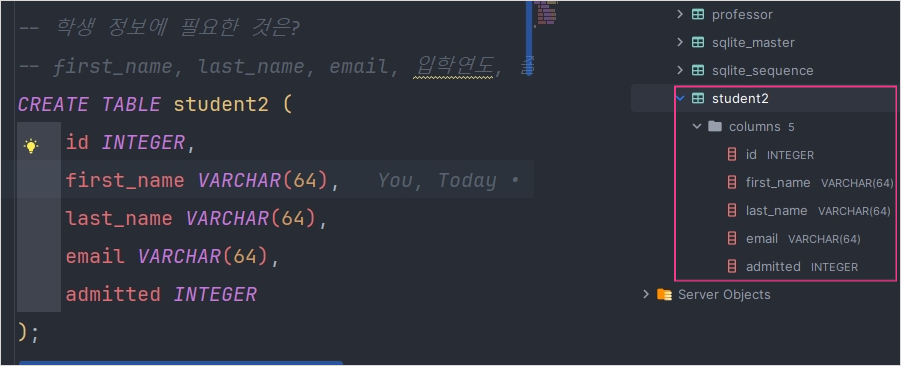 -- 학생 정보에 필요한 것은?
-- first_name, last_name, email, 입학연도,
CREATE TABLE student2 (
id INTEGER,
first_name VARCHAR(64), You, Today •
last_name VARCHAR(64),
email VARCHAR(64),
admitted INTEGER
);
professor
sqlite_master
sqlite_sequence
student2
columns 5
id INTEGER
first_name VARCHAR(64)
last_name VARCHAR(64)
email VARCHAR(64)
admitted INTEGER
Server Objects